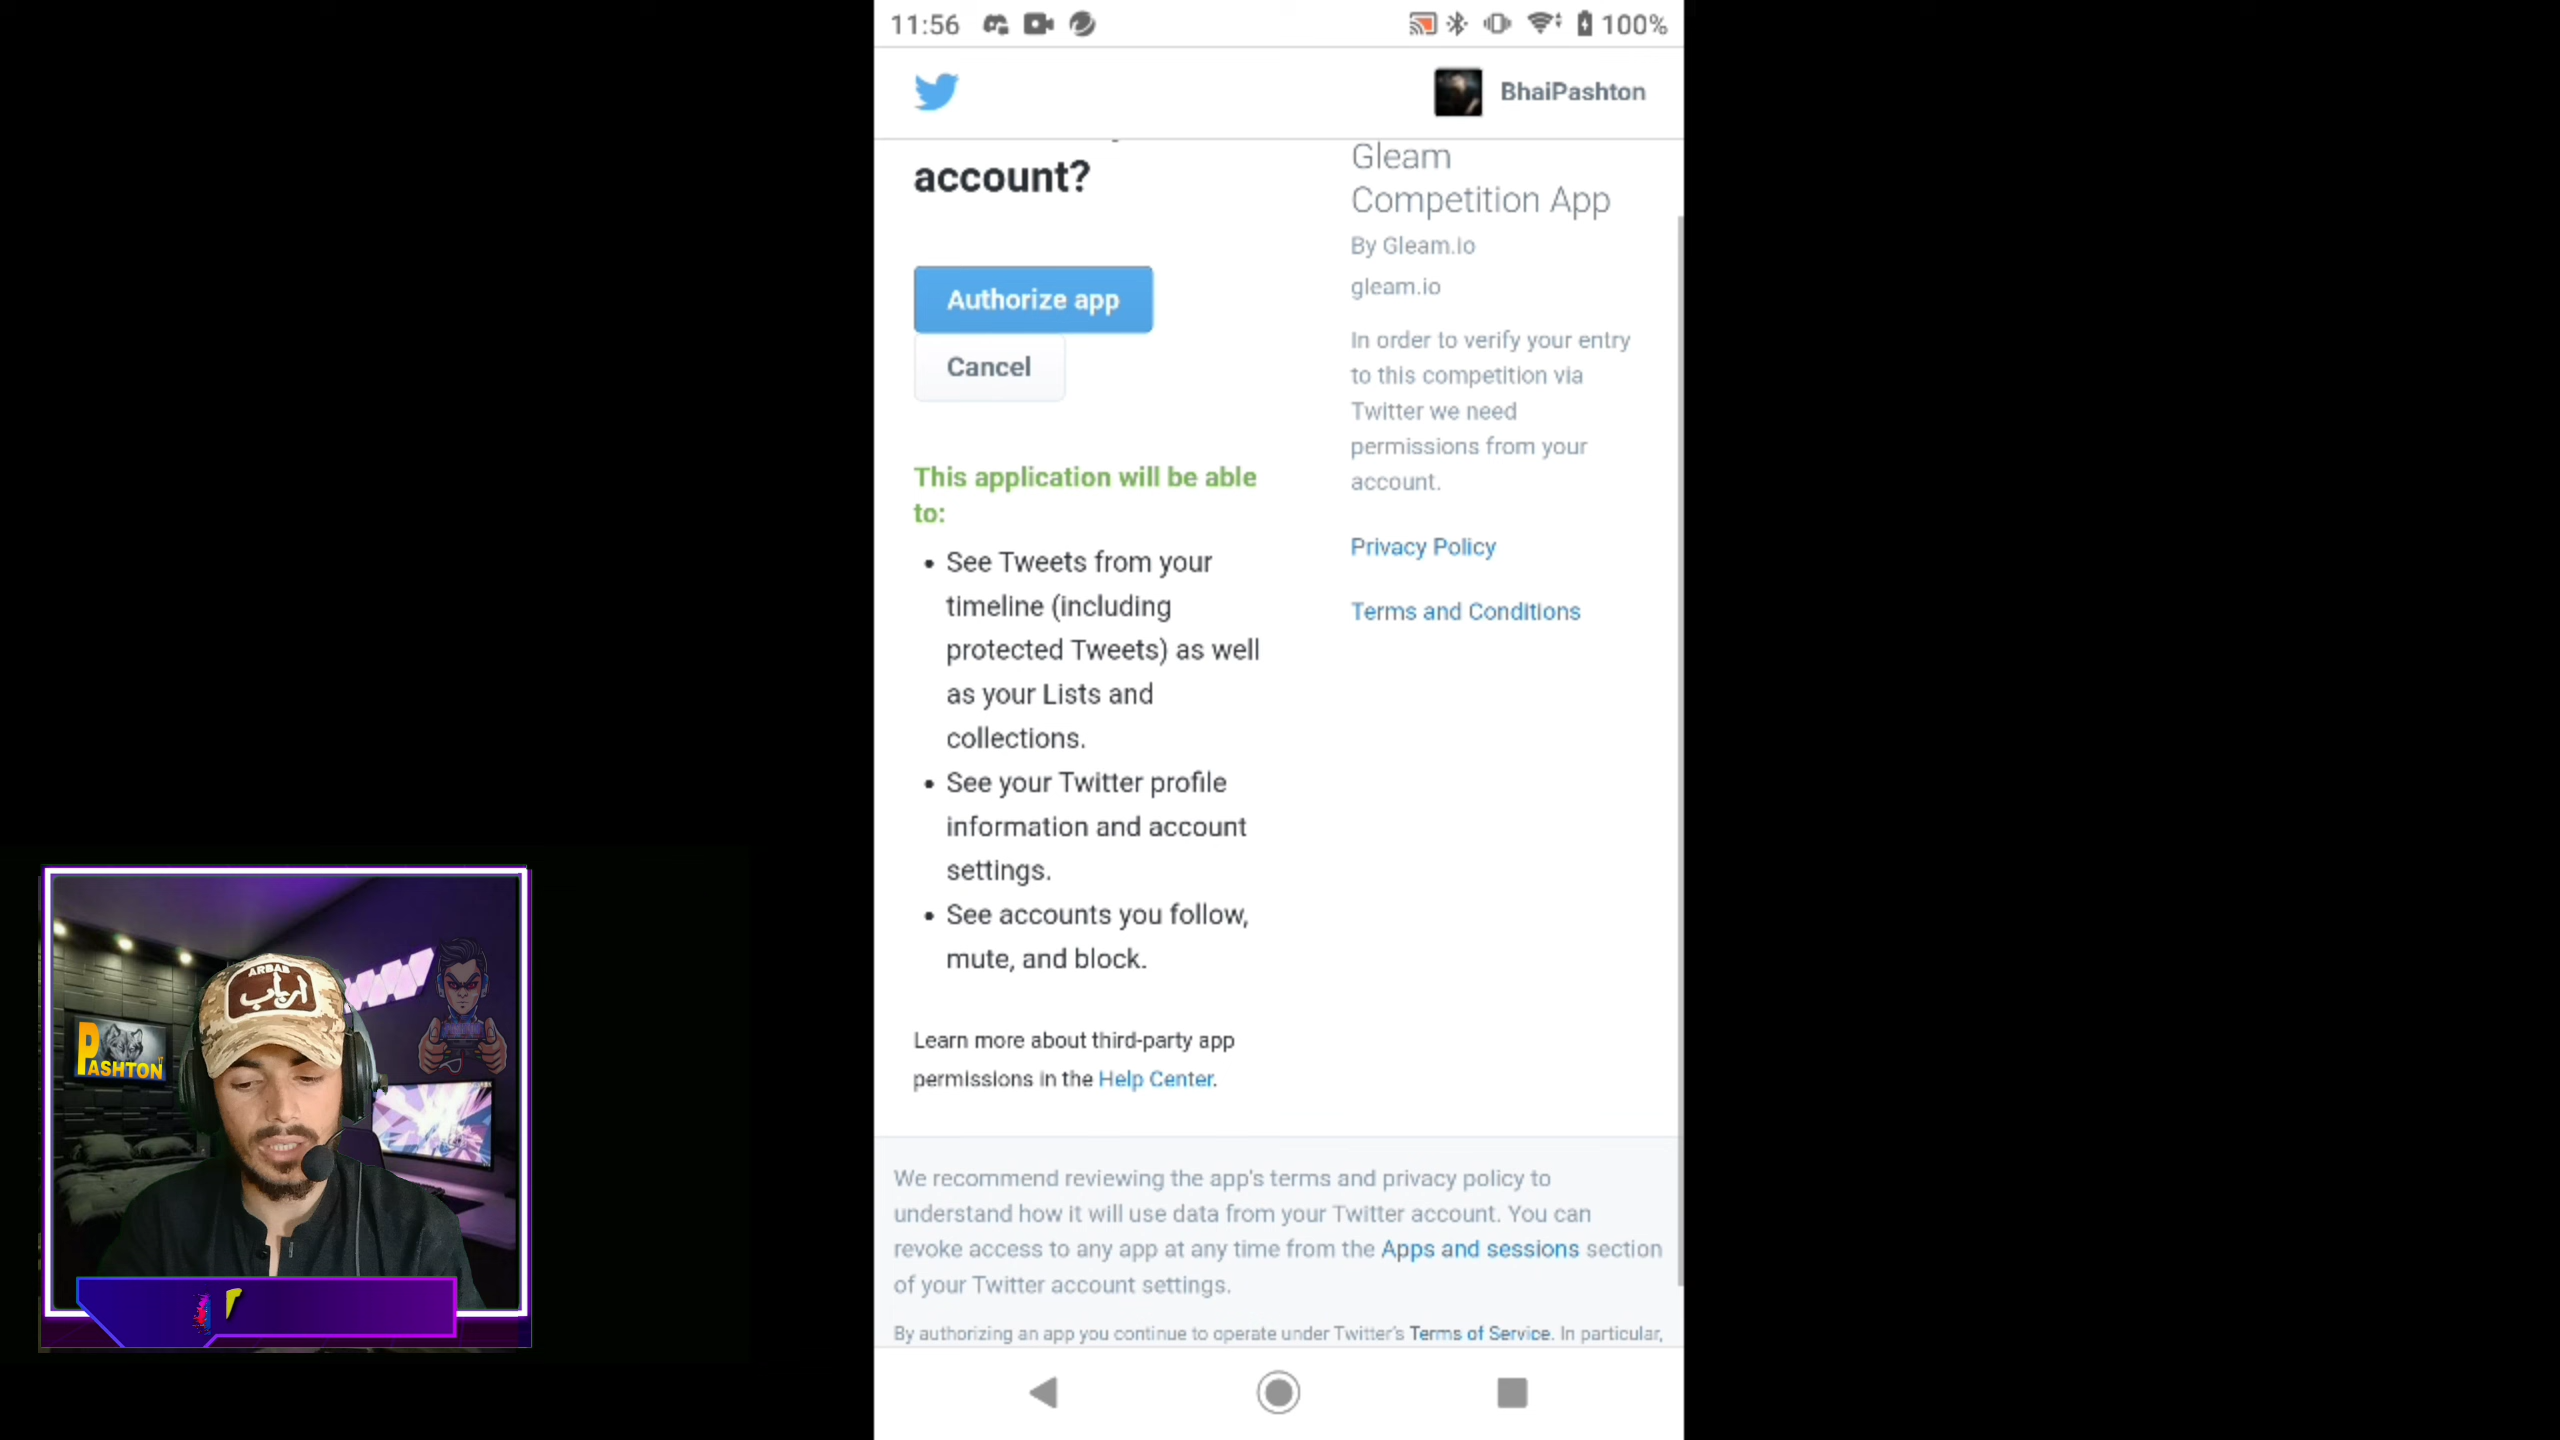 11:56
100%
BhaiPashton
account?
Authorize app
Cancel
This application will be able
to:
• See Tweets from your
timeline (including
protected Tweets) as well
as your Lists and
collections.
• See your Twitter profile
information and account
settings.
• See accounts you follow,
mute, and block.
Learn more about third-party app
permissions in the Help Center.
Gleam
Competition App
By Gleam.io
gleam.io
In order to verify your entry
to this competition via
Twitter we need
permissions from your
account.
Privacy Policy
Terms and Conditions
We recommend reviewing the app's terms and privacy policy to
understand how it will use data from your Twitter account. You can
revoke access to any app at any time from the Apps and sessions section
of your Twitter account settings.
By authorizing an app you continue to operate under Twitter's Terms of Service. In particular,
ARBAB
ارباب
PASHTON